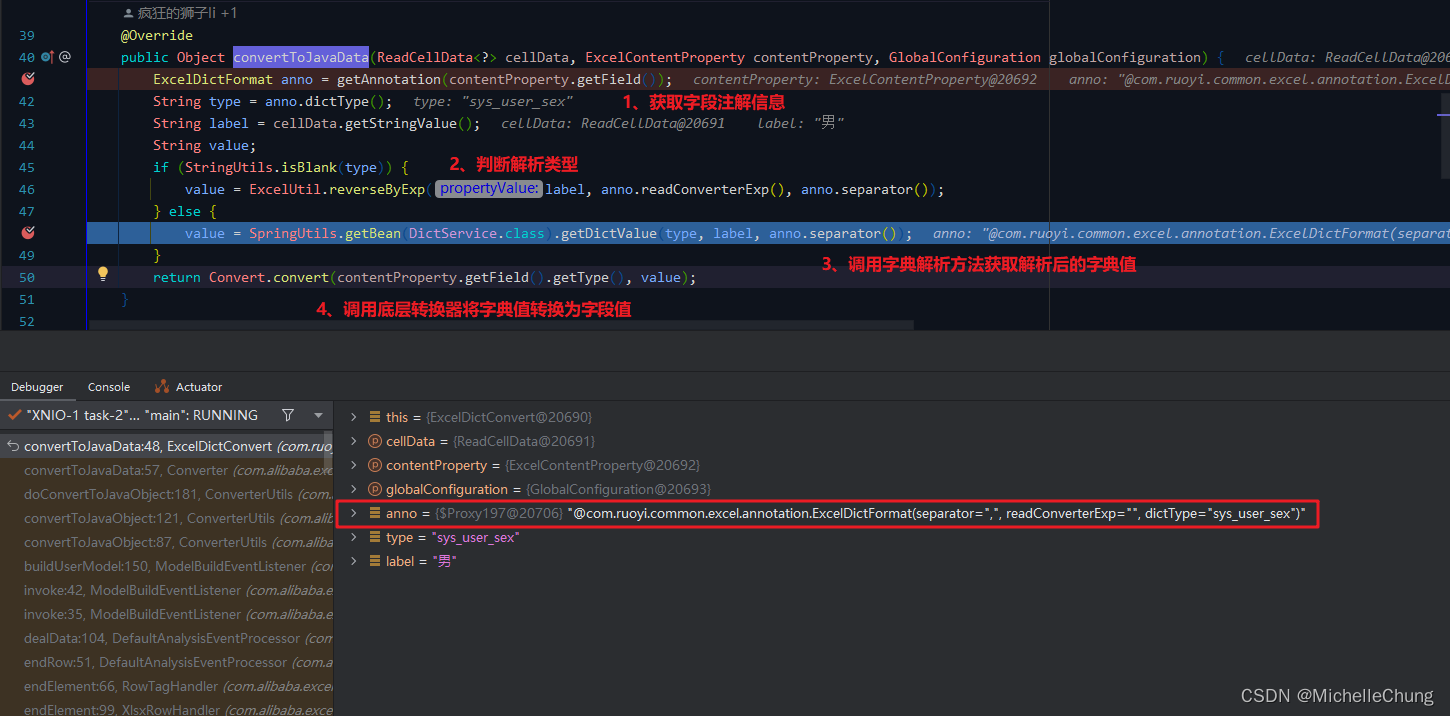 疯狂的狮子li +1
39 @Override
40 public Object convertToJavaData(ReadCellData<?> cellData, ExcelContentProperty contentProperty, GlobalConfiguration globalConfiguration) { cellData: ReadCellData@206
ExcelDictFormat anno = getAnnotation(contentProperty.getField()); contentProperty: ExcelContentProperty@20692 anno: "@com.ruoyi.common.excel.annotation.ExcelD
42 String type = anno.dictType(); type: "sys_user_sex" 1、获取字段注解信息
43 String label = cellData.getStringValue(); cellData: ReadCellData@20691 label: "男"
44 String value;
45 if (StringUtils.isBlank(type)) { 2、判断解析类型
46 value = ExcelUtil.reverseByExp( propertyValue: label, anno.readConverterExp(), anno.separator());
47 } else {
value = SpringUtils.getBean(DictService.class).getDictValue(type, label, anno.separator()); anno: "@com.ruoyi.common.excel.annotation.ExcelDictFormat(separat
49 }
3、调用字典解析方法获取解析后的字典值
50 return Convert.convert(contentProperty.getField().getType(), value);
51 }
4、调用底层转换器将字典值转换为字段值
52
Debugger Console Actuator
"XNIO-1 task-2"... "main": RUNNING
convertToJavaData:48, ExcelDictConvert (com.ruoy
convertToJavaData:57, Converter (com.alibaba.exce
doConvertToJavaObject:181, ConverterUtils (com.
convertToJavaObject:121, ConverterUtils (com.alib
convertToJavaObject:87, ConverterUtils (com.aliba
buildUserModel:150, ModelBuildEventListener (co
invoke:42, ModelBuildEventListener (com.alibaba.e
invoke:35, ModelBuildEventListener (com.alibaba.e
dealData:104, DefaultAnalysisEventProcessor (com
endRow:51, DefaultAnalysisEventProcessor (com.a
endElement:66, RowTagHandler (com.alibaba.excel
endElement:99, XlsxRowHandler (com.alibaba.exce
this = {ExcelDictConvert@20690}
cellData = {ReadCellData@20691}
contentProperty = {ExcelContentProperty@20692}
globalConfiguration = {GlobalConfiguration@20693}
anno = {$Proxy197@20706} "@com.ruoyi.common.excel.annotation.ExcelDictFormat(separator=",", readConverterExp="", dictType="sys_user_sex")"
type = "sys_user_sex"
label = "男"
CSDN @MichelleChung